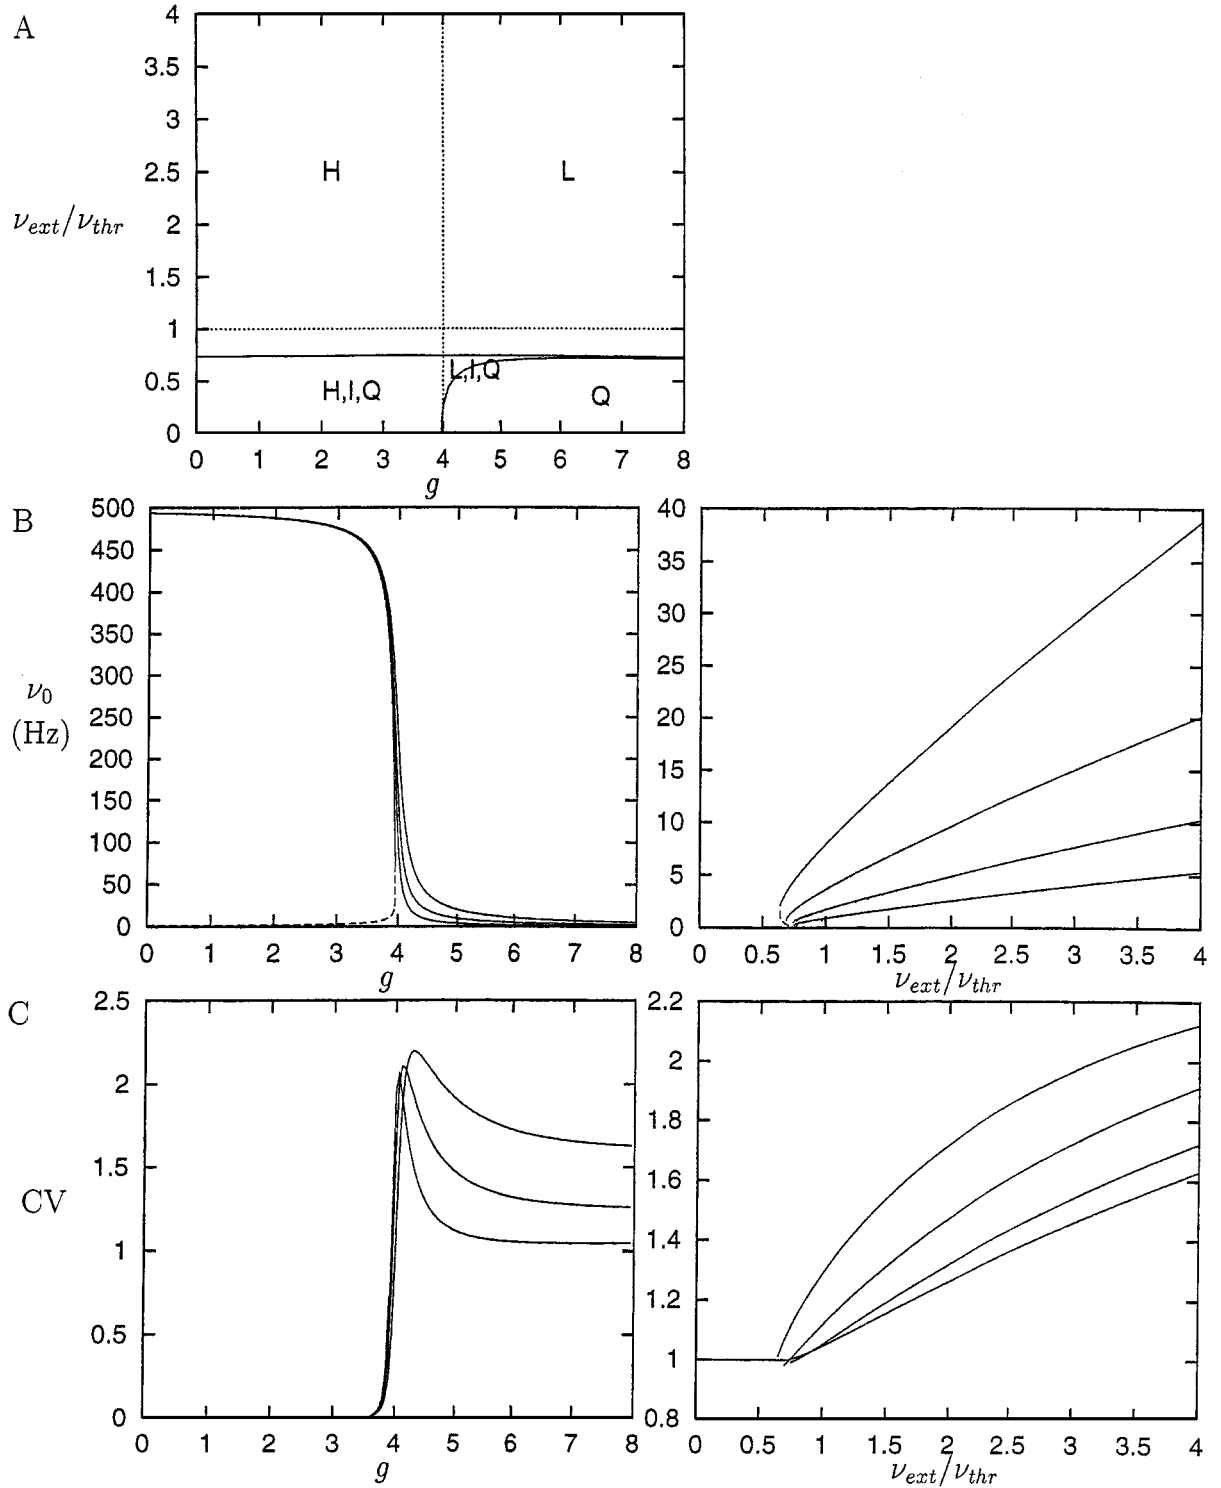 A
4
3.5
3
2.5
2
1.5
1
0.5
0
ν_ext/ν_thr
H
L
H,I,Q
L,I,Q
Q
0 1 2 3 4 5 6 7 8
g
B
500
450
400
350
300
250
200
150
100
50
0
ν_0
(Hz)
0 1 2 3 4 5 6 7 8
g
40
35
30
25
20
15
10
5
0
0 0.5 1 1.5 2 2.5 3 3.5 4
ν_ext/ν_thr
C
2.5
2
1.5
1
0.5
0
CV
0 1 2 3 4 5 6 7 8
g
2.2
2
1.8
1.6
1.4
1.2
1
0.8
0 0.5 1 1.5 2 2.5 3 3.5 4
ν_ext/ν_thr